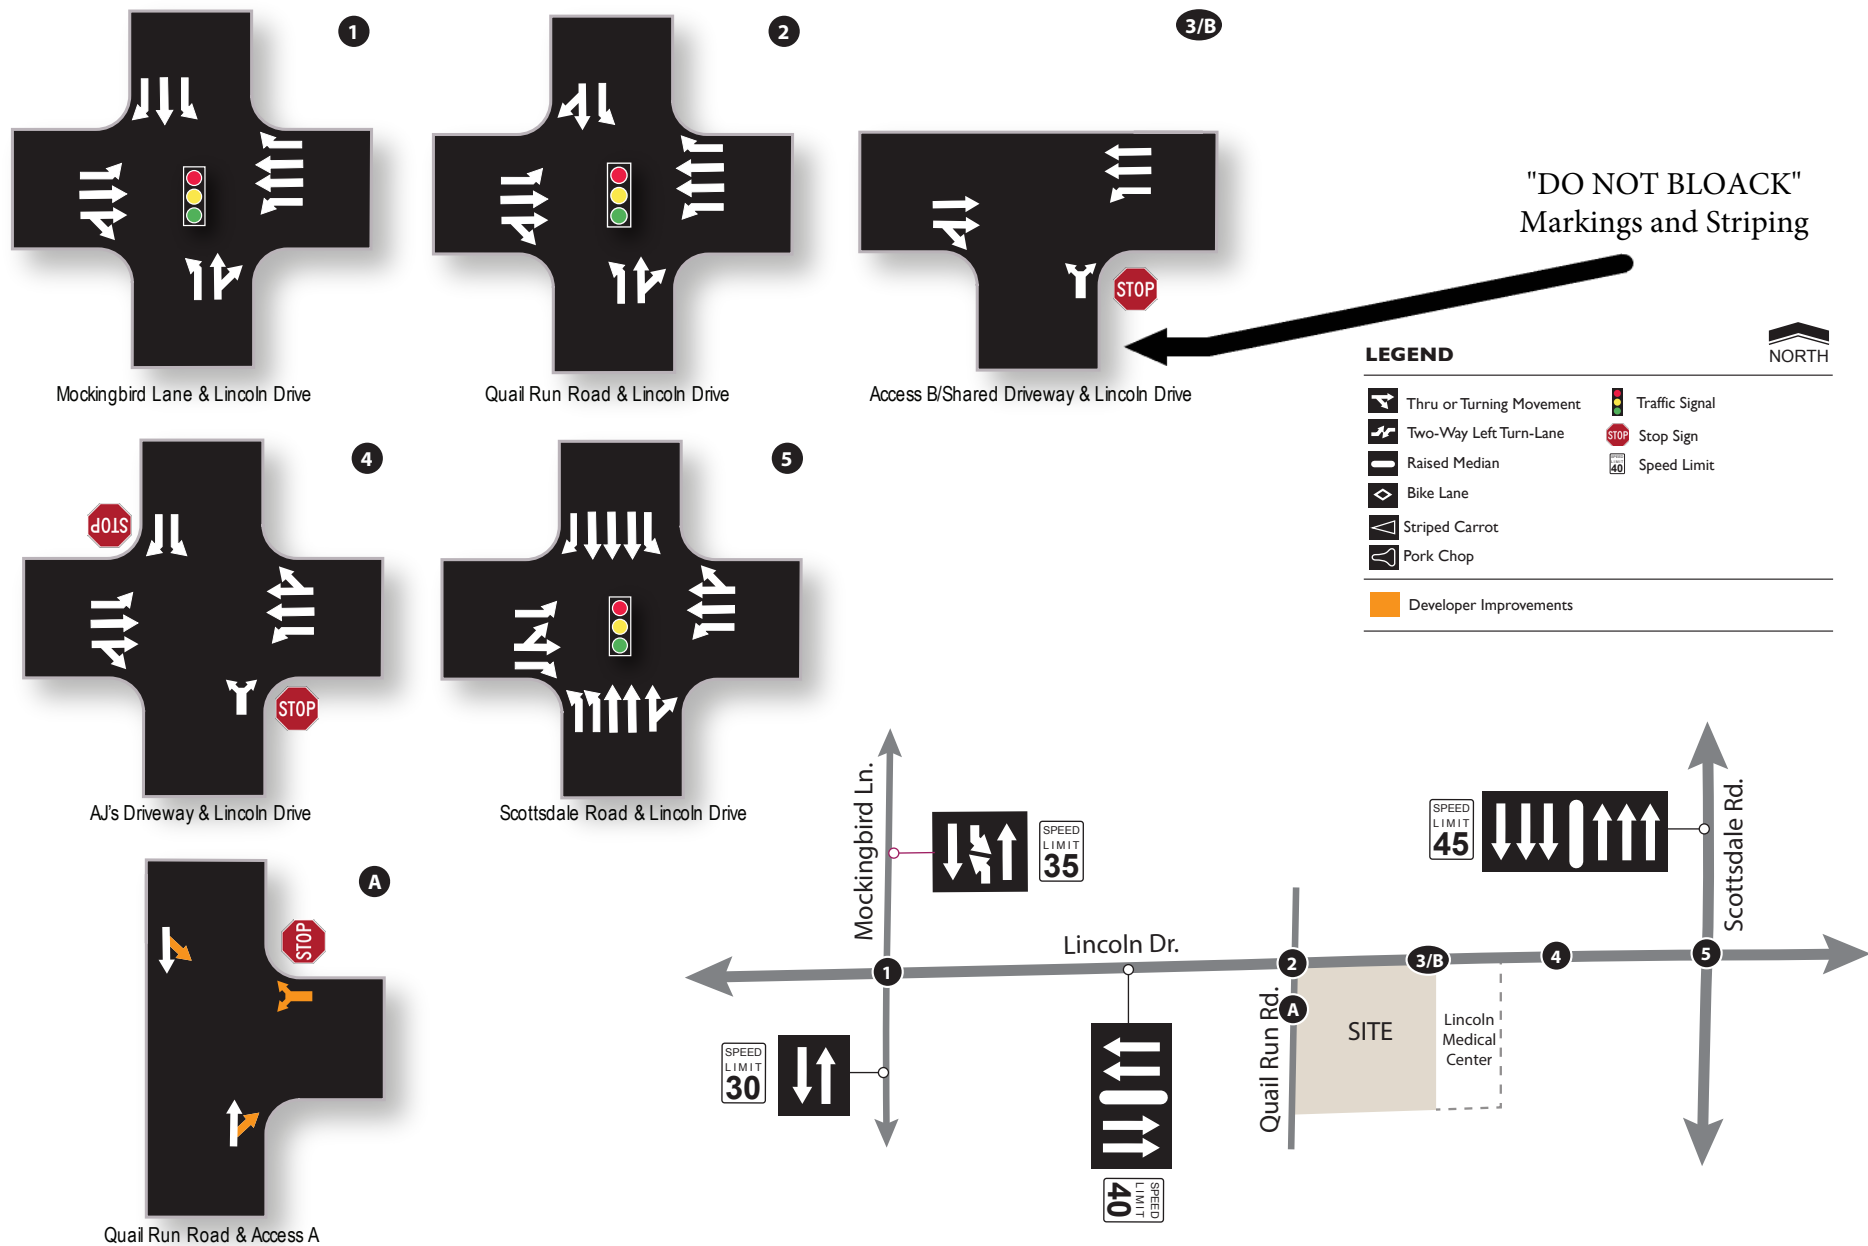 1
2
3/B
"DO NOT BLOACK"
Markings and Striping
STOP
NORTH
Mockingbird Lane & Lincoln Drive
Quail Run Road & Lincoln Drive
Access B/Shared Driveway & Lincoln Drive
LEGEND
Thru or Turning Movement
Two-Way Left Turn-Lane
Raised Median
Bike Lane
Striped Carrot
Pork Chop
Traffic Signal
STOP
Stop Sign
SPEED
LIMIT
40
Speed Limit
Developer Improvements
4
5
STOP
STOP
AJ's Driveway & Lincoln Drive
Scottsdale Road & Lincoln Drive
A
STOP
Quail Run Road & Access A
Mockingbird Ln.
SPEED
LIMIT
35
SPEED
LIMIT
45
Scottsdale Rd.
Lincoln Dr.
1
2
3/B
4
5
A
Quail Run Rd.
SITE
Lincoln
Medical
Center
SPEED
LIMIT
30
SPEED
LIMIT
40